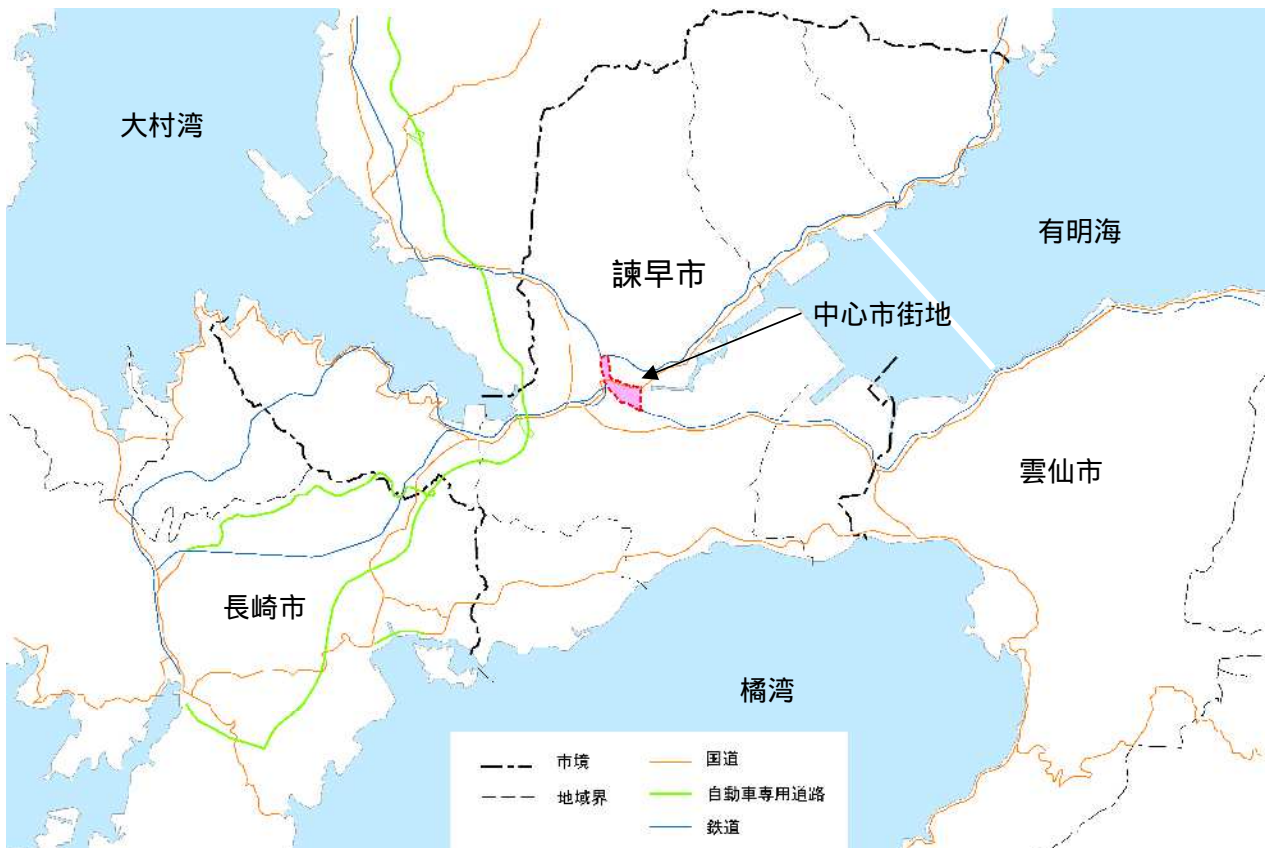 大村湾
有明海
諫早市
中心市街地
雲仙市
長崎市
橘湾
市境
国道
地域界
自動車専用道路
鉄道